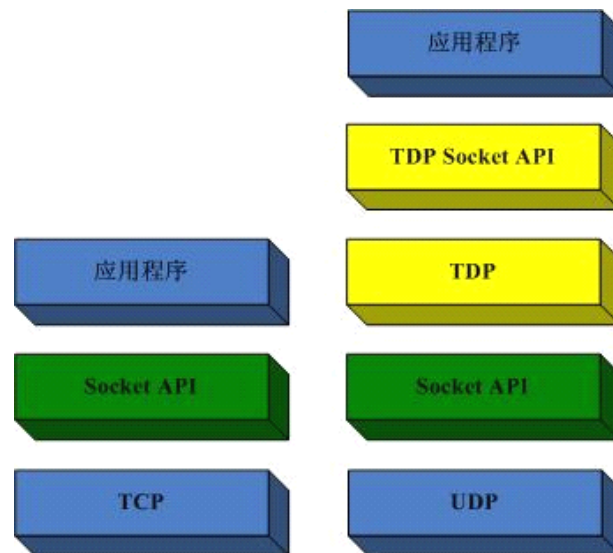 应用程序
TDP Socket API
应用程序
TDP
Socket API
Socket API
TCP
UDP